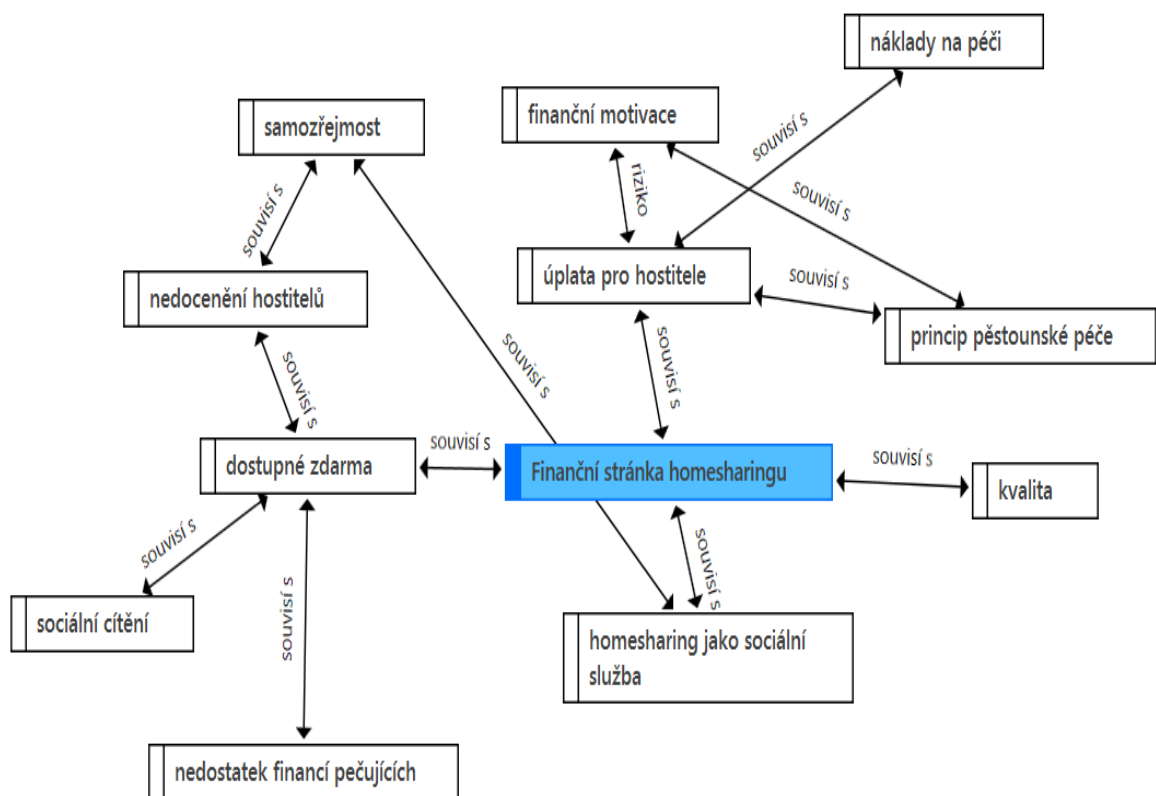 náklady na péči
finanční motivace
samozřejmost
souvisí s
riziko
souvisí s
souvisí s
úplata pro hostitele
souvisí s
nedocenění hostitelů
princip pěstounské péče
souvisí s
souvisí s
souvisí s
dostupné zdarma
souvisí s
Finanční stránka homesharingu
souvisí s
kvalita
souvisí s
souvisí s
sociální cítění
souvisí s
homesharing jako sociální
služba
nedostatek financí pečujících